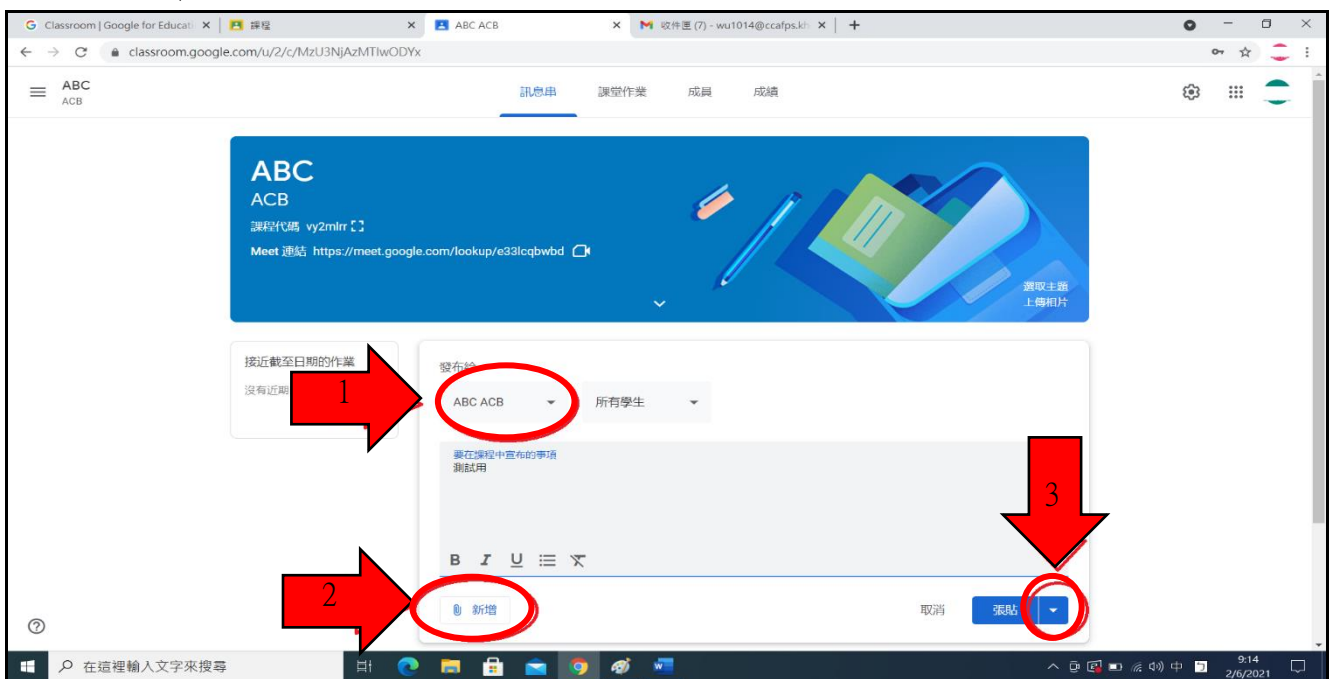 Classroom | Google for Educati
課程
ABC ACB
收件匣 (7) - wu1014@ccafps.kh
classroom.google.com/u/2/c/MzU3NjAzMTIwODYx
ABC
ACB
訊息串
課堂作業
成員
成績
ABC
ACB
課程代碼 vy2mlrr
Meet 連結 https://meet.google.com/lookup/e33lcqbwbd
選取主題
上傳相片
接近截至日期的作業
沒有近期
發布給
1
ABC ACB
所有學生
要在課程中宣布的事項
測試用
3
B I U
2
新增
取消
張貼
在這裡輸入文字來搜尋
中
9:14
2/6/2021